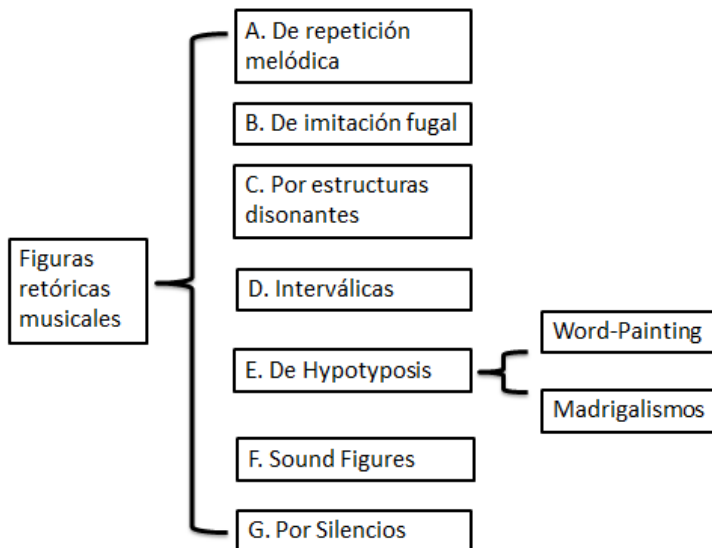 A. De repetición
melódica
B. De imitación fugal
C. Por estructuras
disonantes
Figuras
retóricas
musicales
D. Interválicas
E. De Hypotyposis
Word-Painting
Madrigalismos
F. Sound Figures
G. Por Silencios